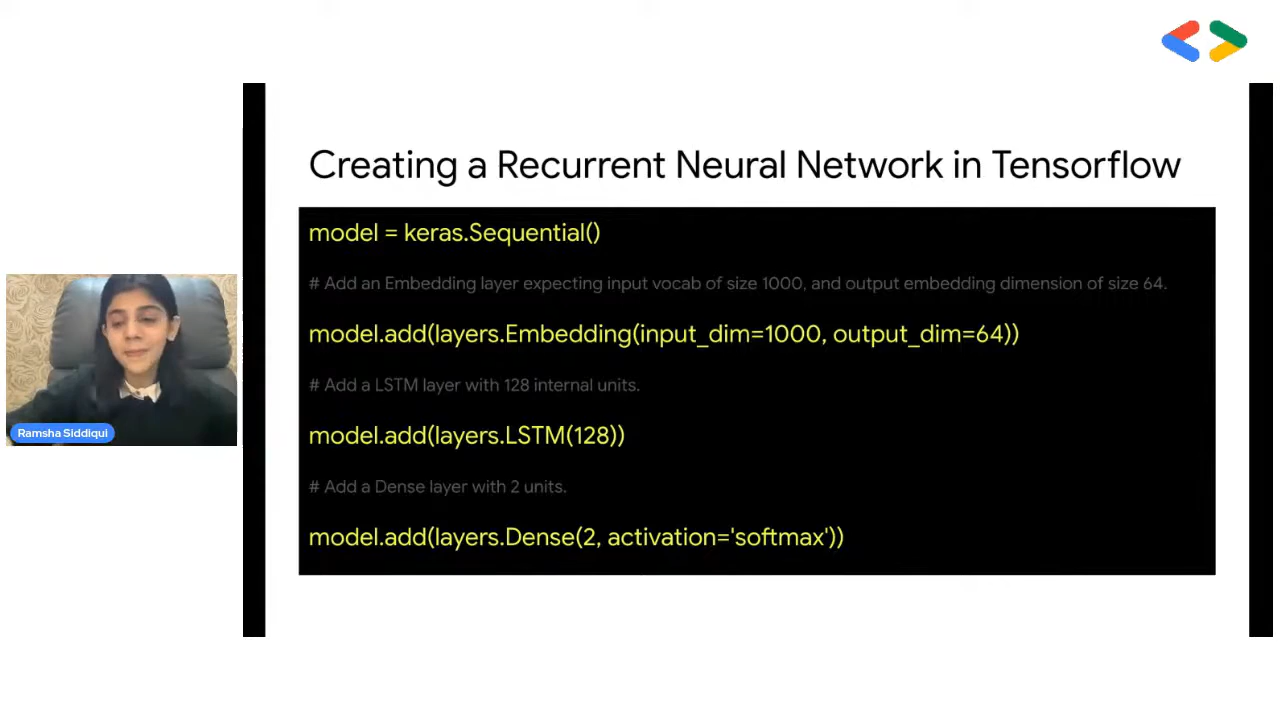 Creating a Recurrent Neural Network in Tensorflow
model = keras.Sequential()
# Add an Embedding layer expecting input vocab of size 1000, and output embedding dimension of size 64.
model.add(layers.Embedding(input_dim=1000, output_dim=64))
# Add a LSTM layer with 128 internal units.
model.add(layers.LSTM(128))
# Add a Dense layer with 2 units.
model.add(layers.Dense(2, activation='softmax'))
Ramsha Siddiqui